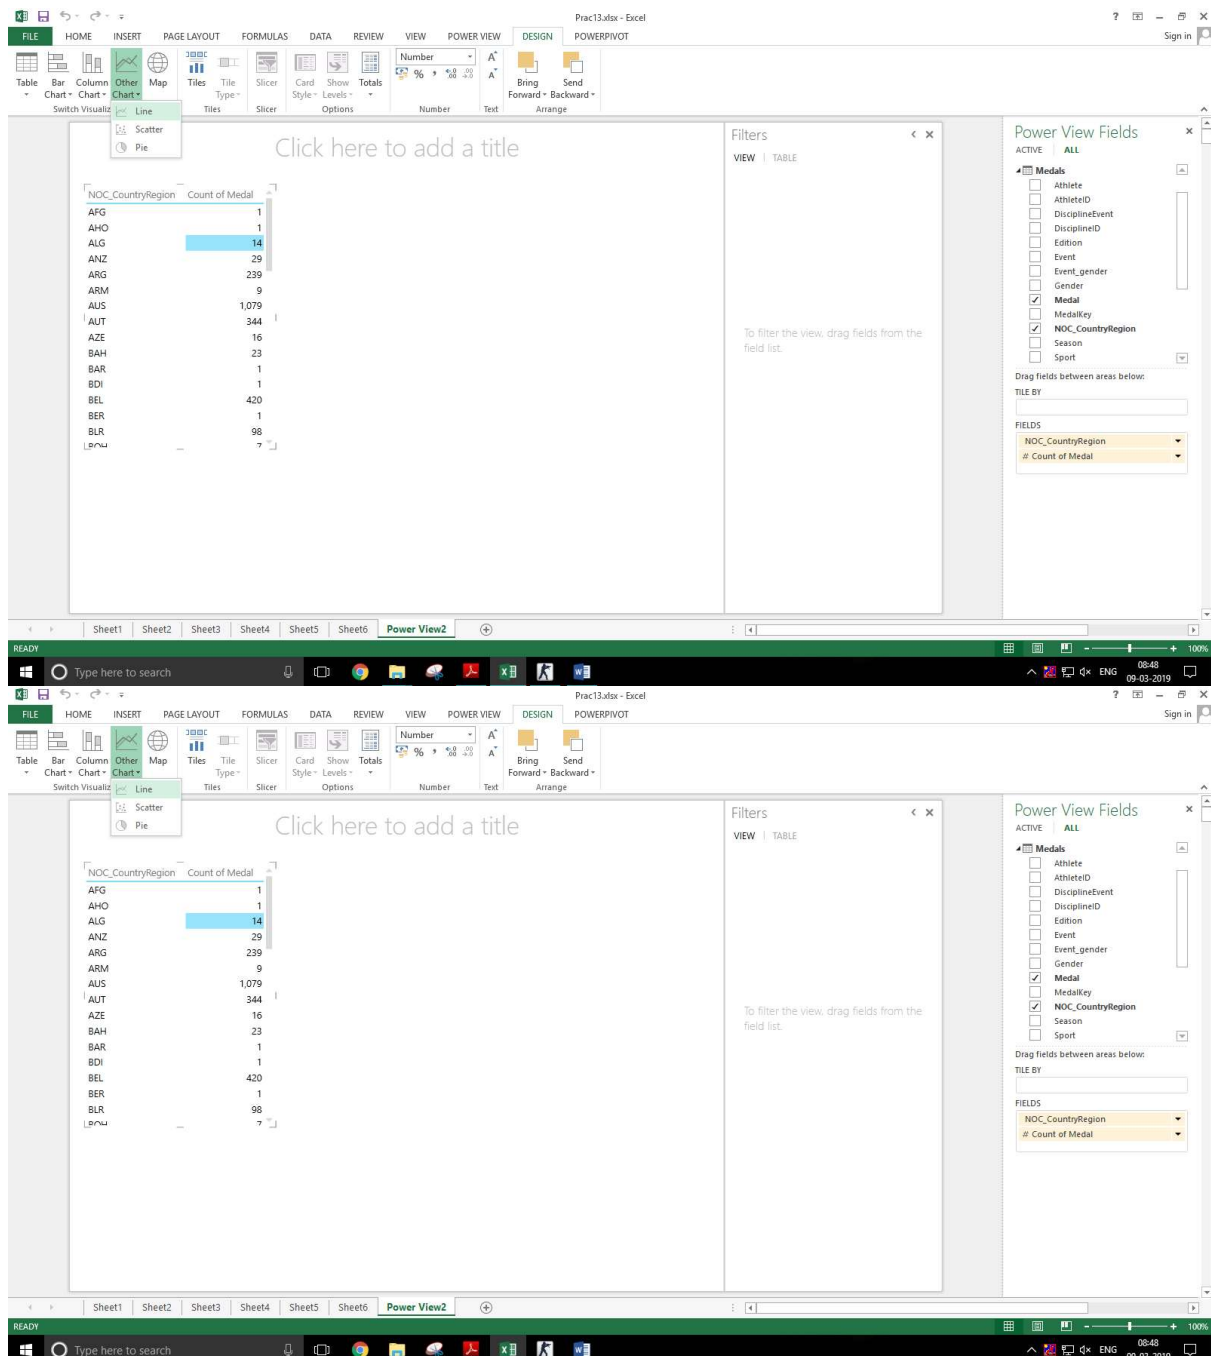 Prac13.xlsx - Excel
FILE HOME INSERT PAGE LAYOUT FORMULAS DATA REVIEW VIEW POWER VIEW DESIGN POWERPIVOT Sign in
Number
Table Bar Chart Column Chart Other Chart Map Tiles Tile Type Slicer Card Style Show Levels Totals % Bring Forward Send Backward
Switch Visualiz Tiles Slicer Options Number Text Arrange
Line
Scatter
Pie
Click here to add a title
NOC_CountryRegion Count of Medal
AFG 1
AHO 1
ALG 14
ANZ 29
ARG 239
ARM 9
AUS 1,079
AUT 344
AZE 16
BAH 23
BAR 1
BDI 1
BEL 420
BER 1
BLR 98
BOH 7
Filters
VIEW TABLE
To filter the view, drag fields from the
field list.
Power View Fields
ACTIVE ALL
Medals
Athlete
AthleteID
DisciplineEvent
DisciplineID
Edition
Event
Event_gender
Gender
Medal
MedalKey
NOC_CountryRegion
Season
Sport
Drag fields between areas below:
TILE BY
FIELDS
NOC_CountryRegion
# Count of Medal
Sheet1 Sheet2 Sheet3 Sheet4 Sheet5 Sheet6 Power View2
READY 100%
Type here to search ENG 08:48
09-03-2019
Prac13.xlsx - Excel
FILE HOME INSERT PAGE LAYOUT FORMULAS DATA REVIEW VIEW POWER VIEW DESIGN POWERPIVOT Sign in
Number
Table Bar Chart Column Chart Other Chart Map Tiles Tile Type Slicer Card Style Show Levels Totals % Bring Forward Send Backward
Switch Visualiz Tiles Slicer Options Number Text Arrange
Line
Scatter
Pie
Click here to add a title
NOC_CountryRegion Count of Medal
AFG 1
AHO 1
ALG 14
ANZ 29
ARG 239
ARM 9
AUS 1,079
AUT 344
AZE 16
BAH 23
BAR 1
BDI 1
BEL 420
BER 1
BLR 98
BOH 7
Filters
VIEW TABLE
To filter the view, drag fields from the
field list.
Power View Fields
ACTIVE ALL
Medals
Athlete
AthleteID
DisciplineEvent
DisciplineID
Edition
Event
Event_gender
Gender
Medal
MedalKey
NOC_CountryRegion
Season
Sport
Drag fields between areas below:
TILE BY
FIELDS
NOC_CountryRegion
# Count of Medal
Sheet1 Sheet2 Sheet3 Sheet4 Sheet5 Sheet6 Power View2
READY 100%
Type here to search ENG 08:48
09-03-2019